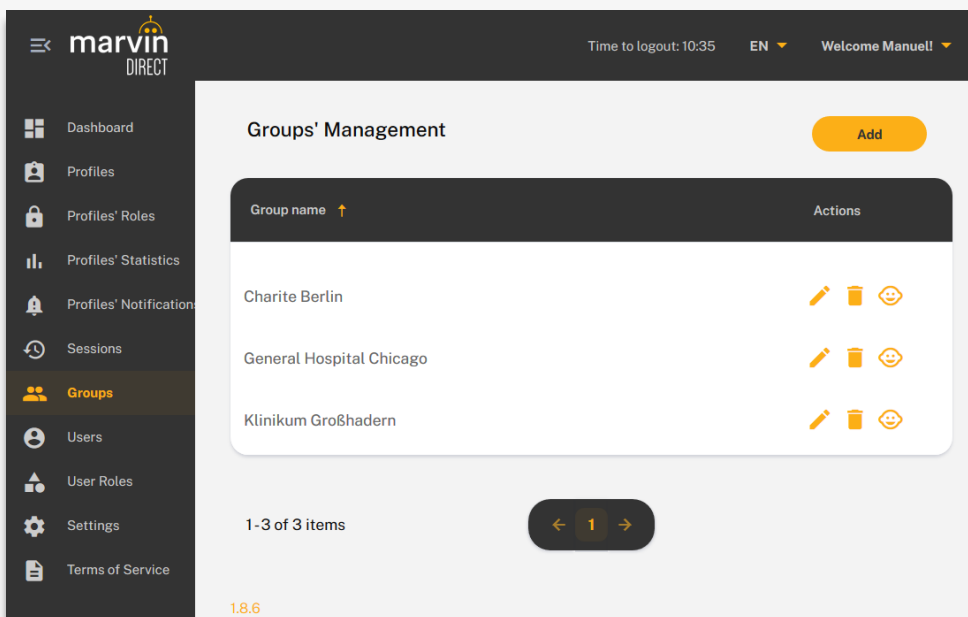 marvin
DIRECT
Time to logout: 10:35
EN
Welcome Manuel!
Dashboard
Profiles
Profiles' Roles
Profiles' Statistics
Profiles' Notifications
Sessions
Groups
Users
User Roles
Settings
Terms of Service
Groups' Management
Add
Group name
Actions
Charite Berlin
General Hospital Chicago
Klinikum Großhadern
1-3 of 3 items
1
1.8.6